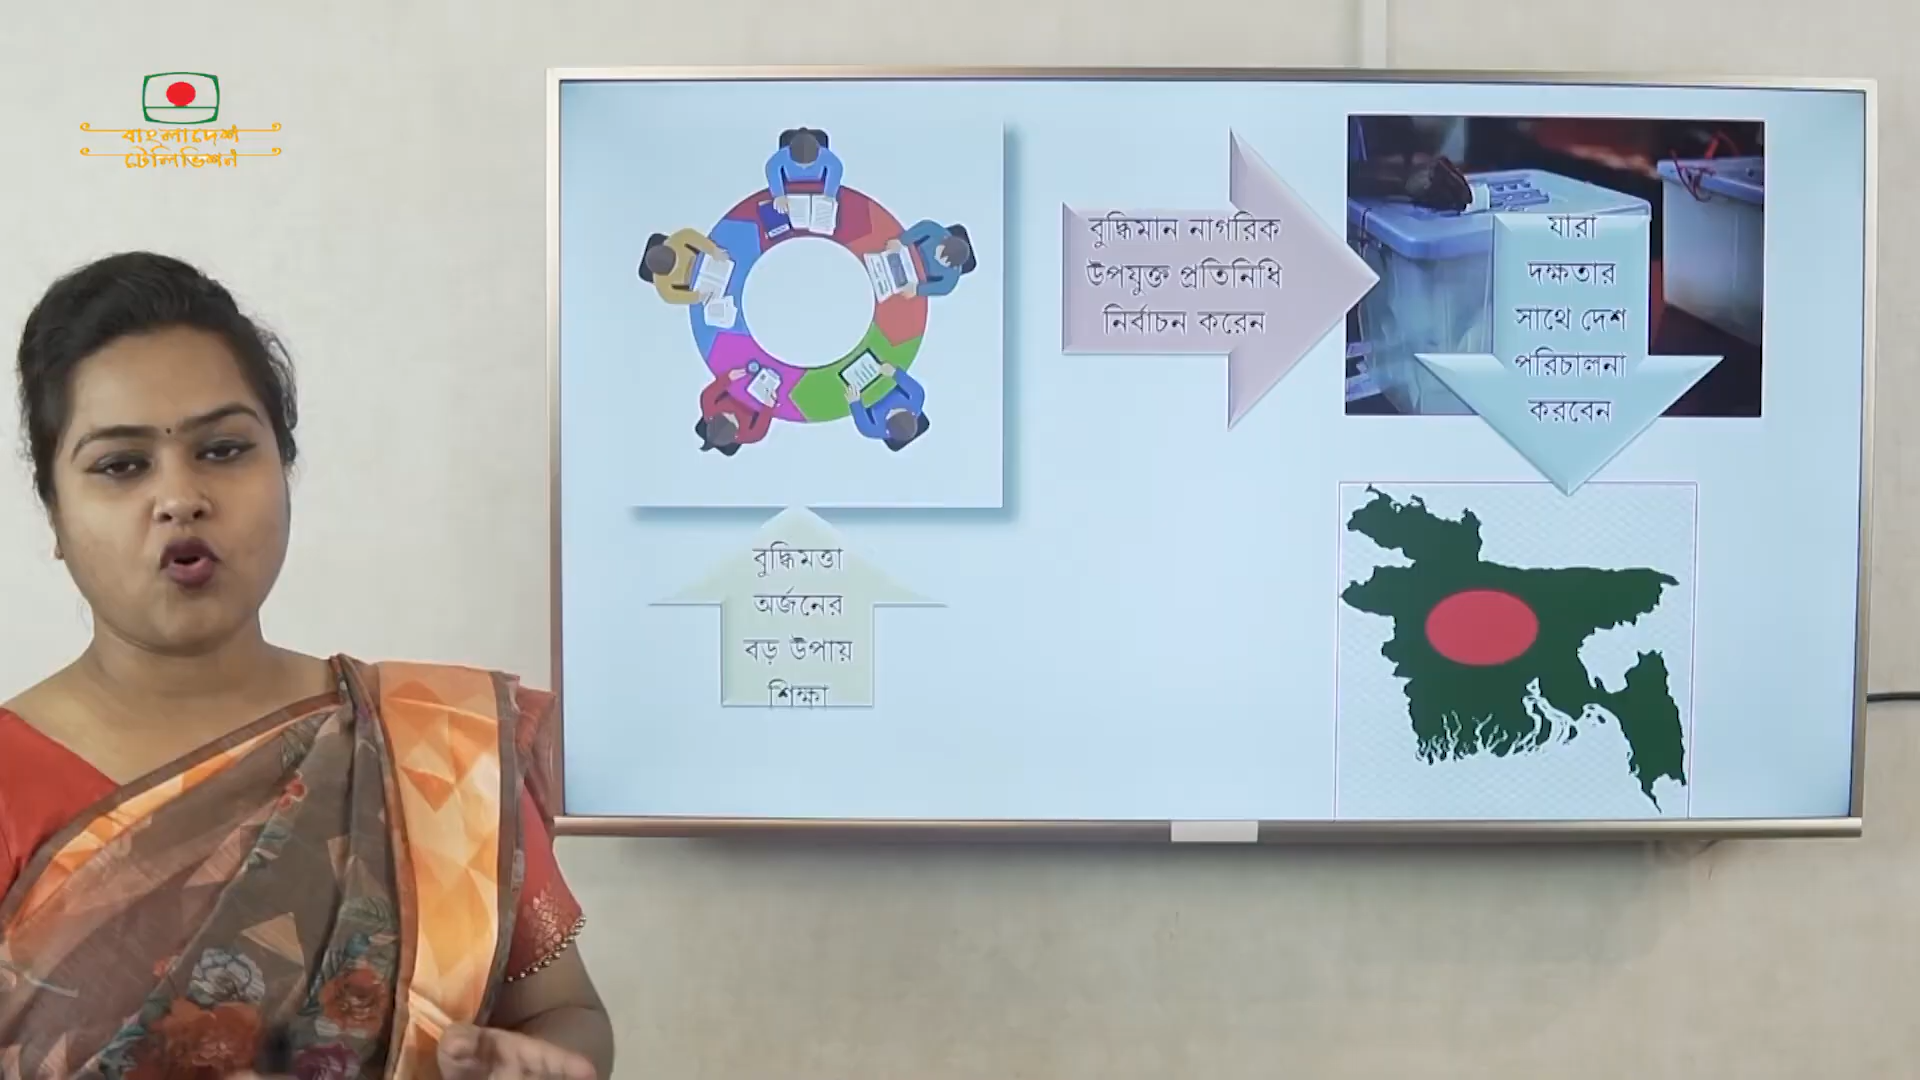 বাংলাদেশ
টেলিভিশন
বুদ্ধিমত্তা
অর্জনের
বড় উপায়
শিক্ষা
বুদ্ধিমান নাগরিক
উপযুক্ত প্রতিনিধি
নির্বাচন করেন
যারা
দক্ষতার
সাথে দেশ
পরিচালনা
করবেন